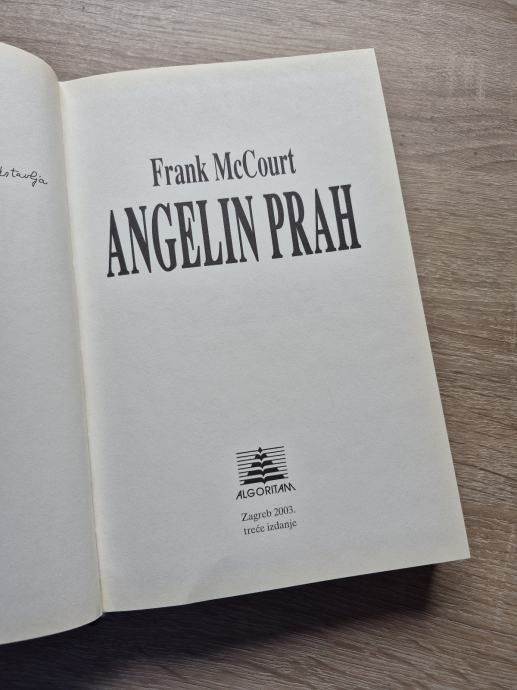 Frank McCourt
ANGELIN PRAH
ALGORITAM
Zagreb 2003.
treće izdanje